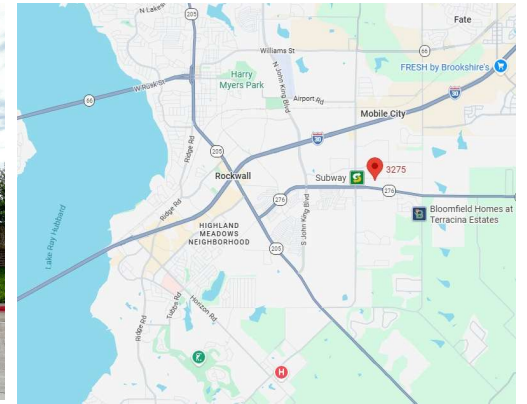 N Lakes
205
Fate
Williams St
66
FRESH by Brookshire's
Harry
Myers Park
N John King Blvd
30
W Rusk St
66
Airport Rd
Mobile City
30
Ridge Rd
205
Rockwall
Subway
3275
276
276
Ridge Rd
S John King Blvd
Bloomfield Homes at
Terracina Estates
Lake Ray Hubbard
HIGHLAND
MEADOWS
NEIGHBORHOOD
205
Tubbs Rd
Horizon Rd
Ridge Rd
H